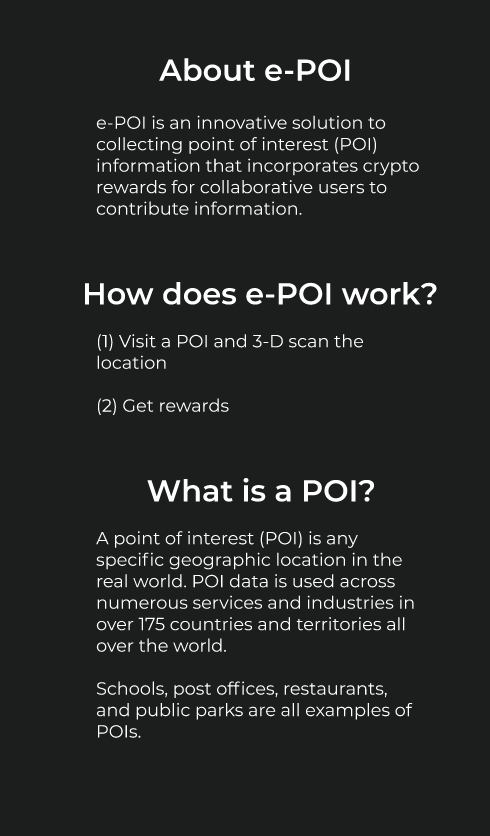 About e-POI
e-POI is an innovative solution to
collecting point of interest (POI)
information that incorporates crypto
rewards for collaborative users to
contribute information.
How does e-POI work?
(1) Visit a POI and 3-D scan the
location
(2) Get rewards
What is a POI?
A point of interest (POI) is any
specific geographic location in the
real world. POI data is used across
numerous services and industries in
over 175 countries and territories all
over the world.
Schools, post offices, restaurants,
and public parks are all examples of
POIs.